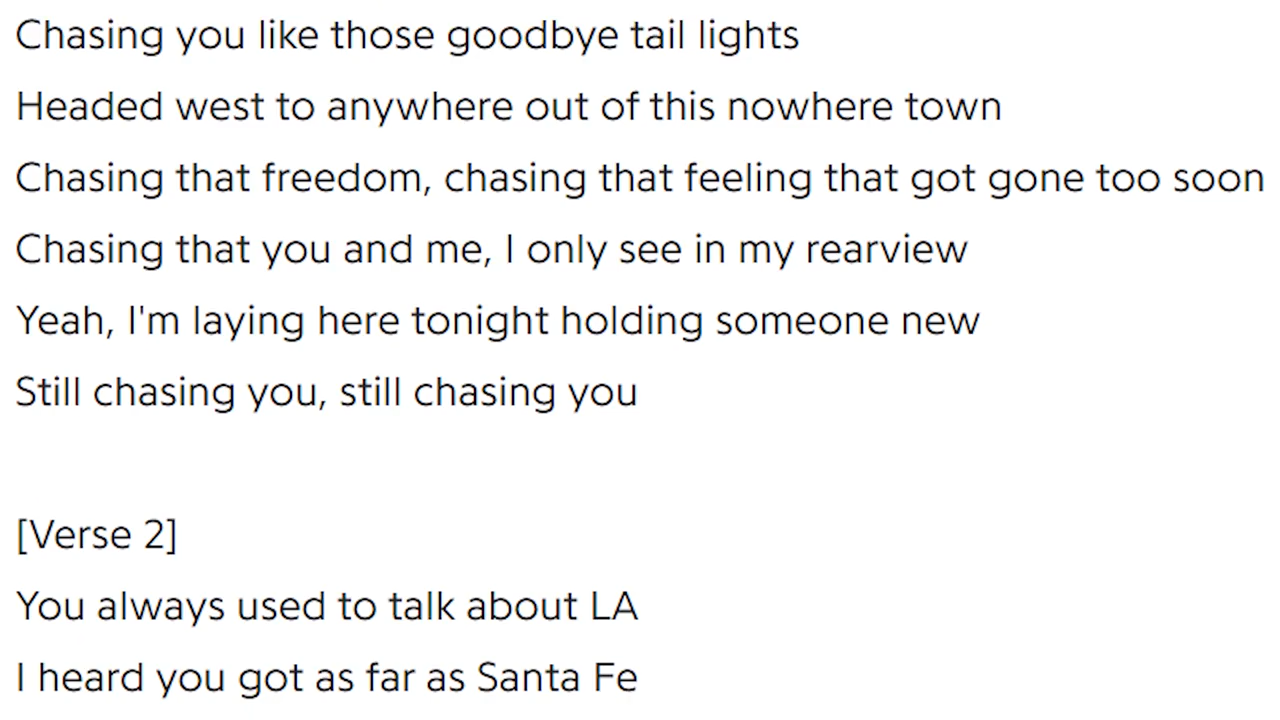 Chasing you like those goodbye tail lights
Headed west to anywhere out of this nowhere town
Chasing that freedom, chasing that feeling that got gone too soon
Chasing that you and me, I only see in my rearview
Yeah, I'm laying here tonight holding someone new
Still chasing you, still chasing you
[Verse 2]
You always used to talk about LA
I heard you got as far as Santa Fe